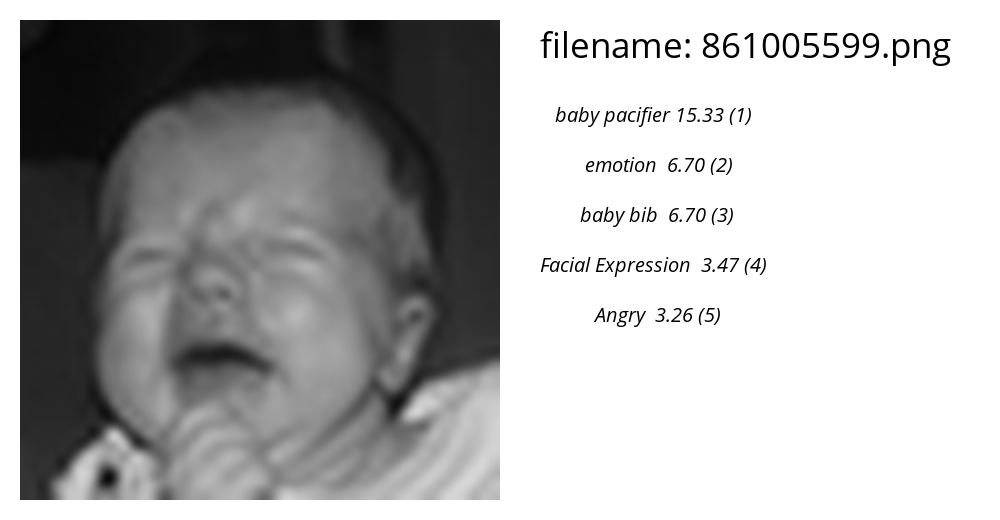 filename: 861005599.png
baby pacifier 15.33 (1)
emotion 6.70 (2)
baby bib 6.70 (3)
Facial Expression 3.47 (4)
Angry 3.26 (5)